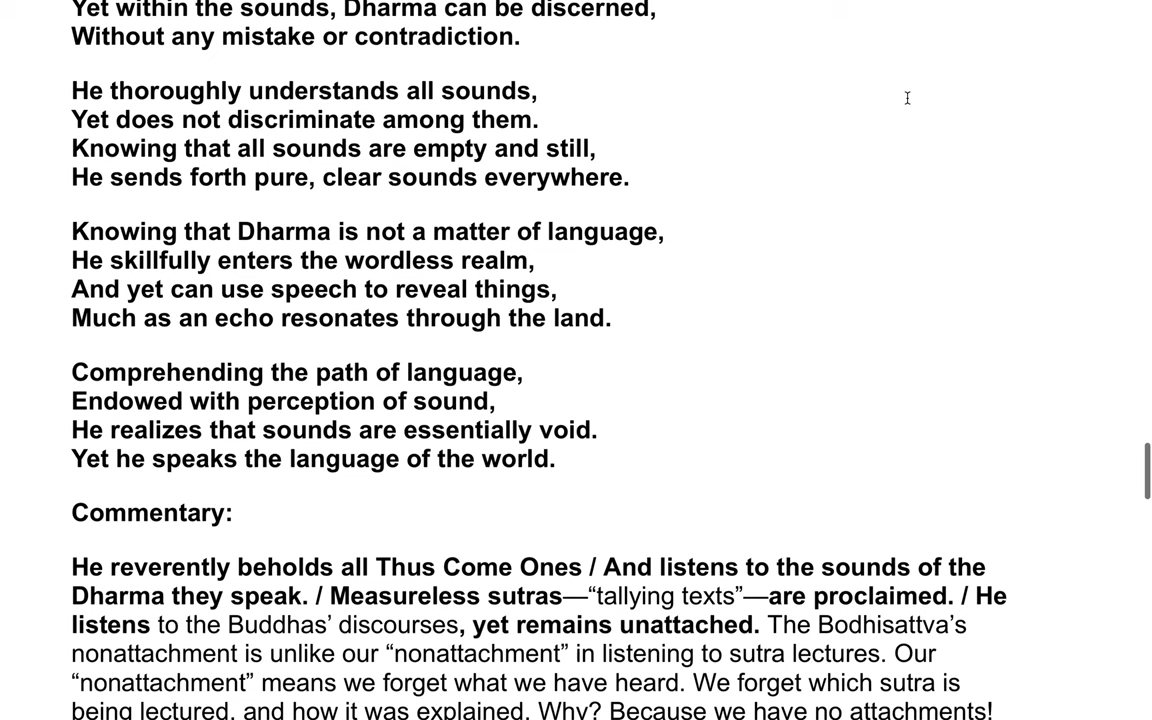 Yet within the sounds, Dharma can be discerned,
Without any mistake or contradiction.
He thoroughly understands all sounds,
Yet does not discriminate among them.
Knowing that all sounds are empty and still,
He sends forth pure, clear sounds everywhere.
Knowing that Dharma is not a matter of language,
He skillfully enters the wordless realm,
And yet can use speech to reveal things,
Much as an echo resonates through the land.
Comprehending the path of language,
Endowed with perception of sound,
He realizes that sounds are essentially void.
Yet he speaks the language of the world.
Commentary:
He reverently beholds all Thus Come Ones / And listens to the sounds of the
Dharma they speak. / Measureless sutras—“tallying texts”—are proclaimed. / He
listens to the Buddhas’ discourses, yet remains unattached. The Bodhisattva’s
nonattachment is unlike our “nonattachment” in listening to sutra lectures. Our
“nonattachment” means we forget what we have heard. We forget which sutra is
being lectured, and how it was explained. Why? Because we have no attachments!